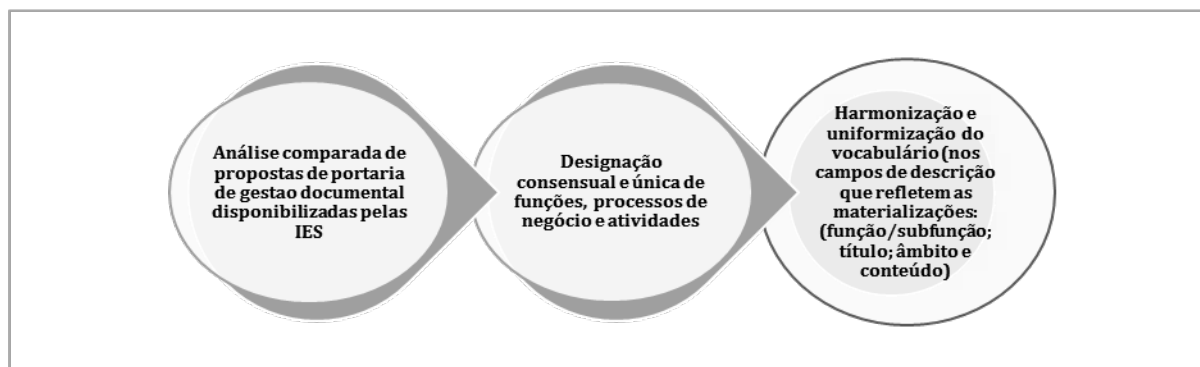 Análise comparada de
propostas de portaria
de gestao documental
disponibilizadas pelas
IES
Designação
consensual e única de
funções, processos de
negócio e atividades
Harmonização e
uniformização do
vocabulário (nos
campos de descrição
que refletem as
materializações:
(função/subfunção;
título; âmbito e
conteúdo)